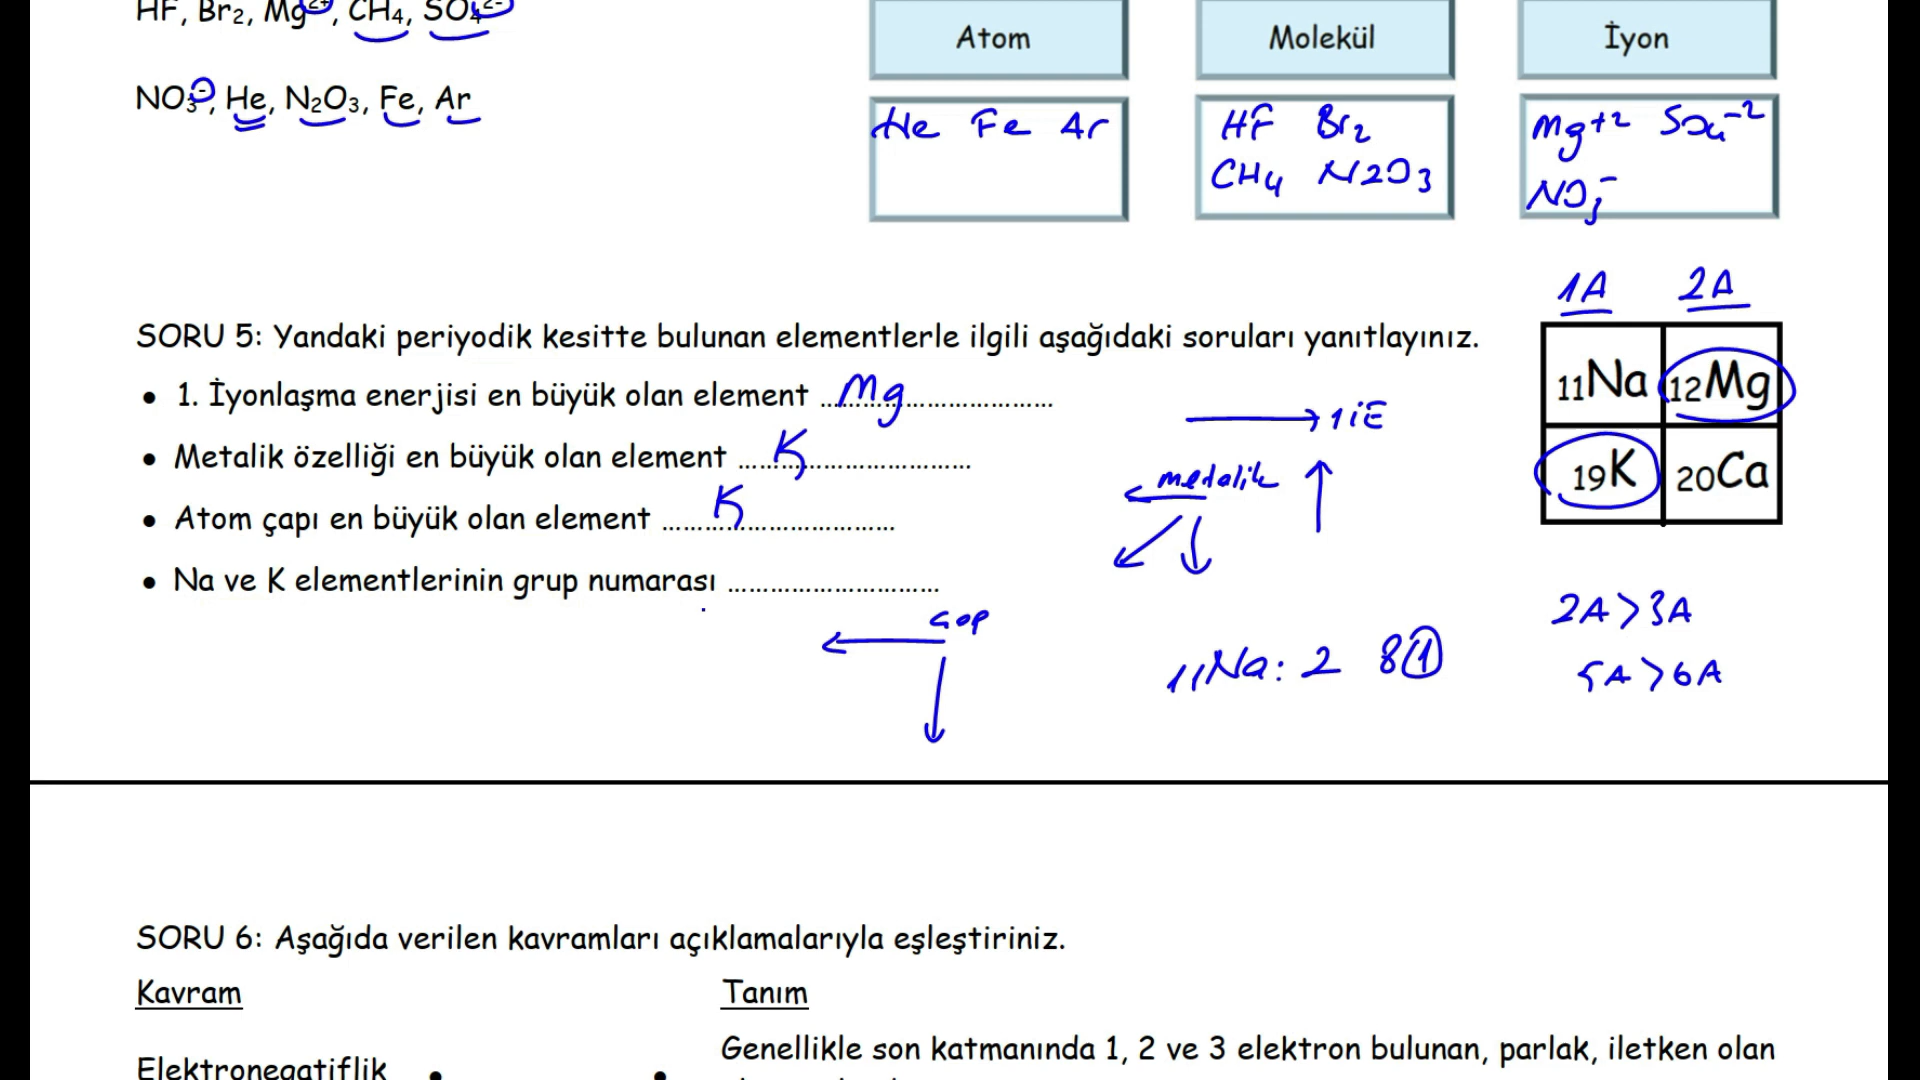 HF, Br₂, Mg²⁺, CH₄, SO₄²⁻
NO₃⁻, He, N₂O₃, Fe, Ar
Atom Molekül İyon
He Fe Ar
HF Br₂
CH₄ N₂O₃
Mg⁺² SO₄⁻²
NO₃⁻
1A 2A
SORU 5: Yandaki periyodik kesitte bulunan elementlerle ilgili aşağıdaki soruları yanıtlayınız.
• 1. İyonlaşma enerjisi en büyük olan element ...Mg...
• Metalik özelliği en büyük olan element ...K...
• Atom çapı en büyük olan element ...K...
• Na ve K elementlerinin grup numarası ...
₁₁Na ₁₂Mg
₁₉K ₂₀Ca
1iE
metalik
çap
₁₁Na: 2 8 1
2A>3A
5A>6A
SORU 6: Aşağıda verilen kavramları açıklamalarıyla eşleştiriniz.
Kavram Tanım
Genellikle son katmanında 1, 2 ve 3 elektron bulunan, parlak, iletken olan
Elektronegatiflik •